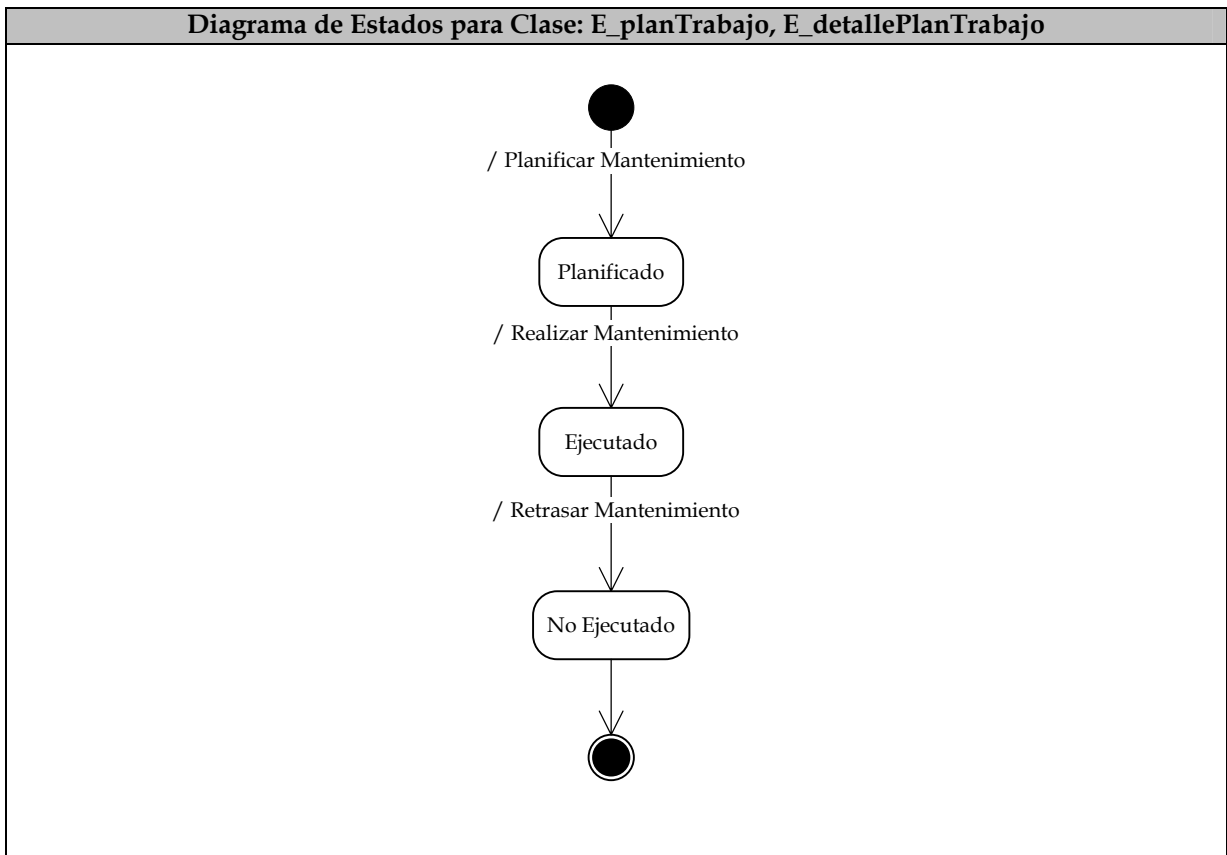 Diagrama de Estados para Clase: E_planTrabajo, E_detallePlanTrabajo
/ Planificar Mantenimiento
Planificado
/ Realizar Mantenimiento
Ejecutado
/ Retrasar Mantenimiento
No Ejecutado